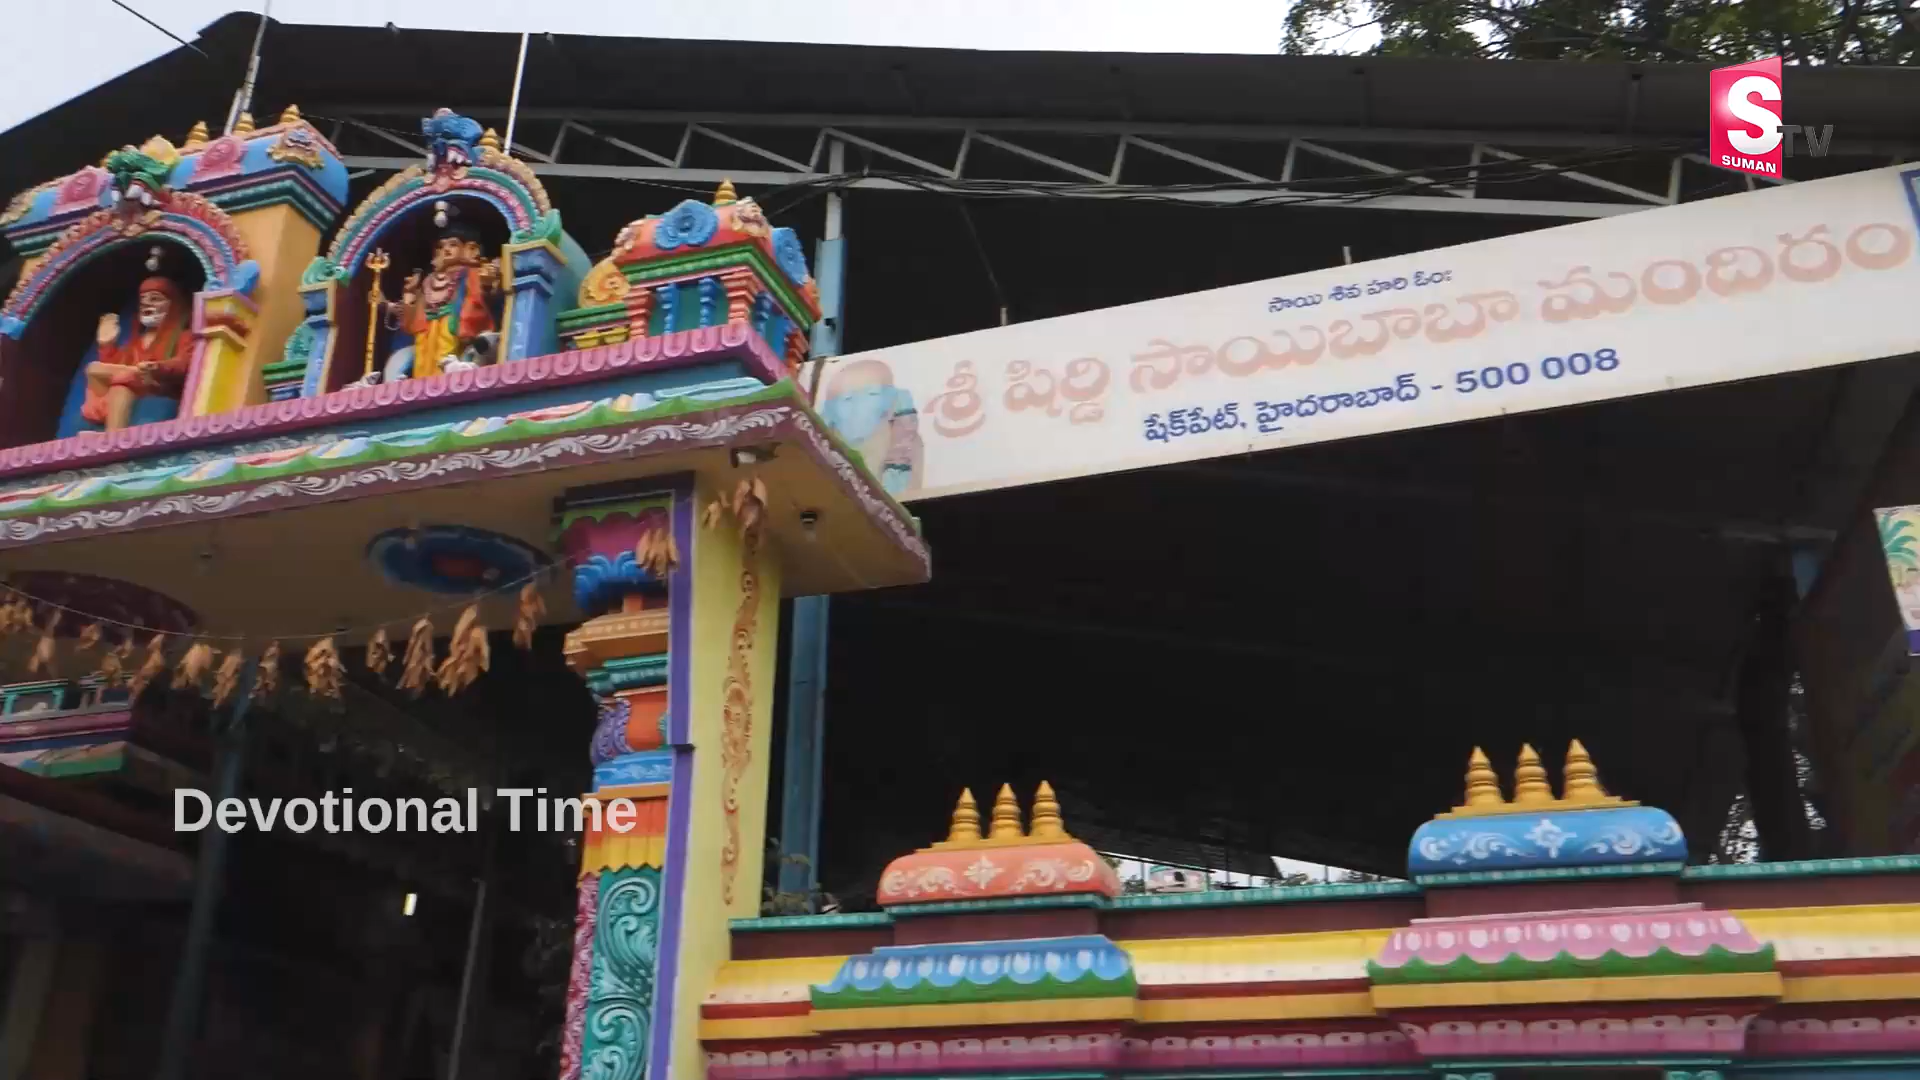 S TV
SUMAN
సాయి శివ హరి ఓం:
శ్రీ షిర్డి సాయిబాబా మందిరం
షేక్‌పేట్, హైదరాబాద్ - 500 008
Devotional Time